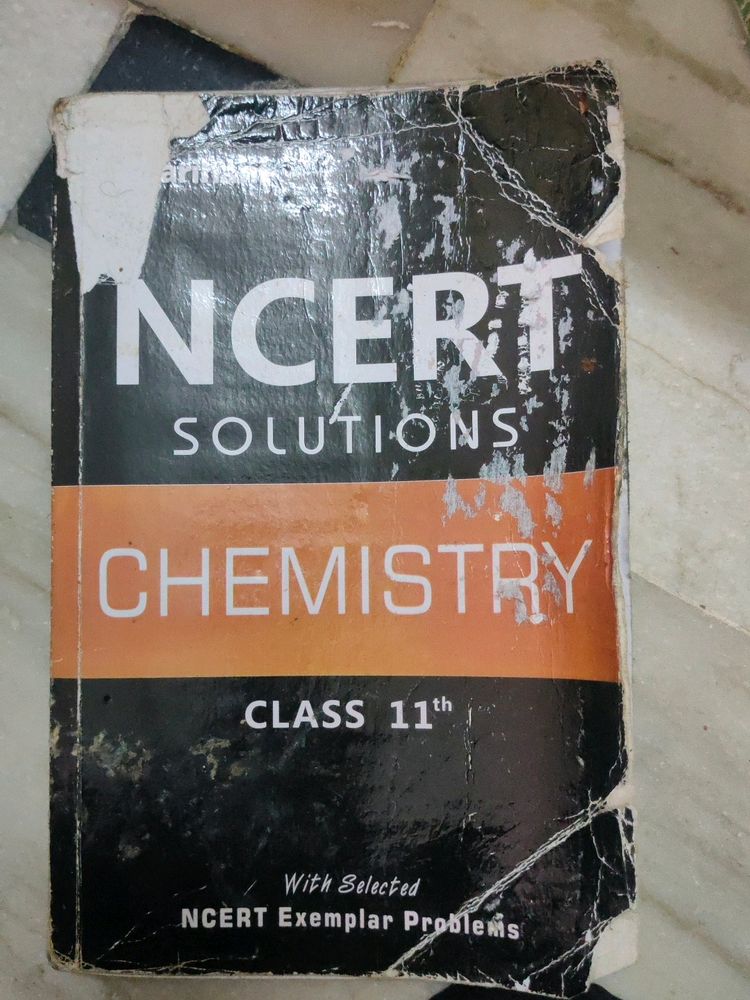 NCERT
SOLUTIONS
CHEMISTRY
CLASS 11th
With Selected
NCERT Exemplar Problems